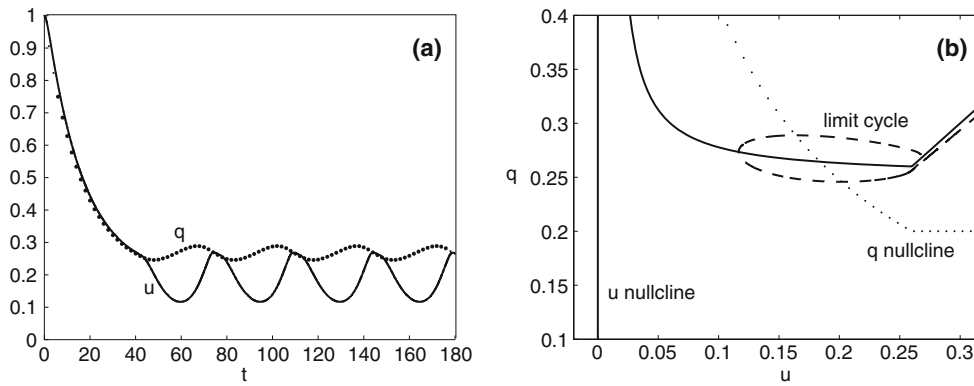 (a)
1
0.9
0.8
0.7
0.6
0.5
0.4
0.3
0.2
0.1
0
q
u
0 20 40 60 80 100 120 140 160 180
t
(b)
0.4
0.35
0.3
0.25
0.2
0.15
0.1
q
limit cycle
q nullcline
u nullcline
0 0.05 0.1 0.15 0.2 0.25 0.3
u